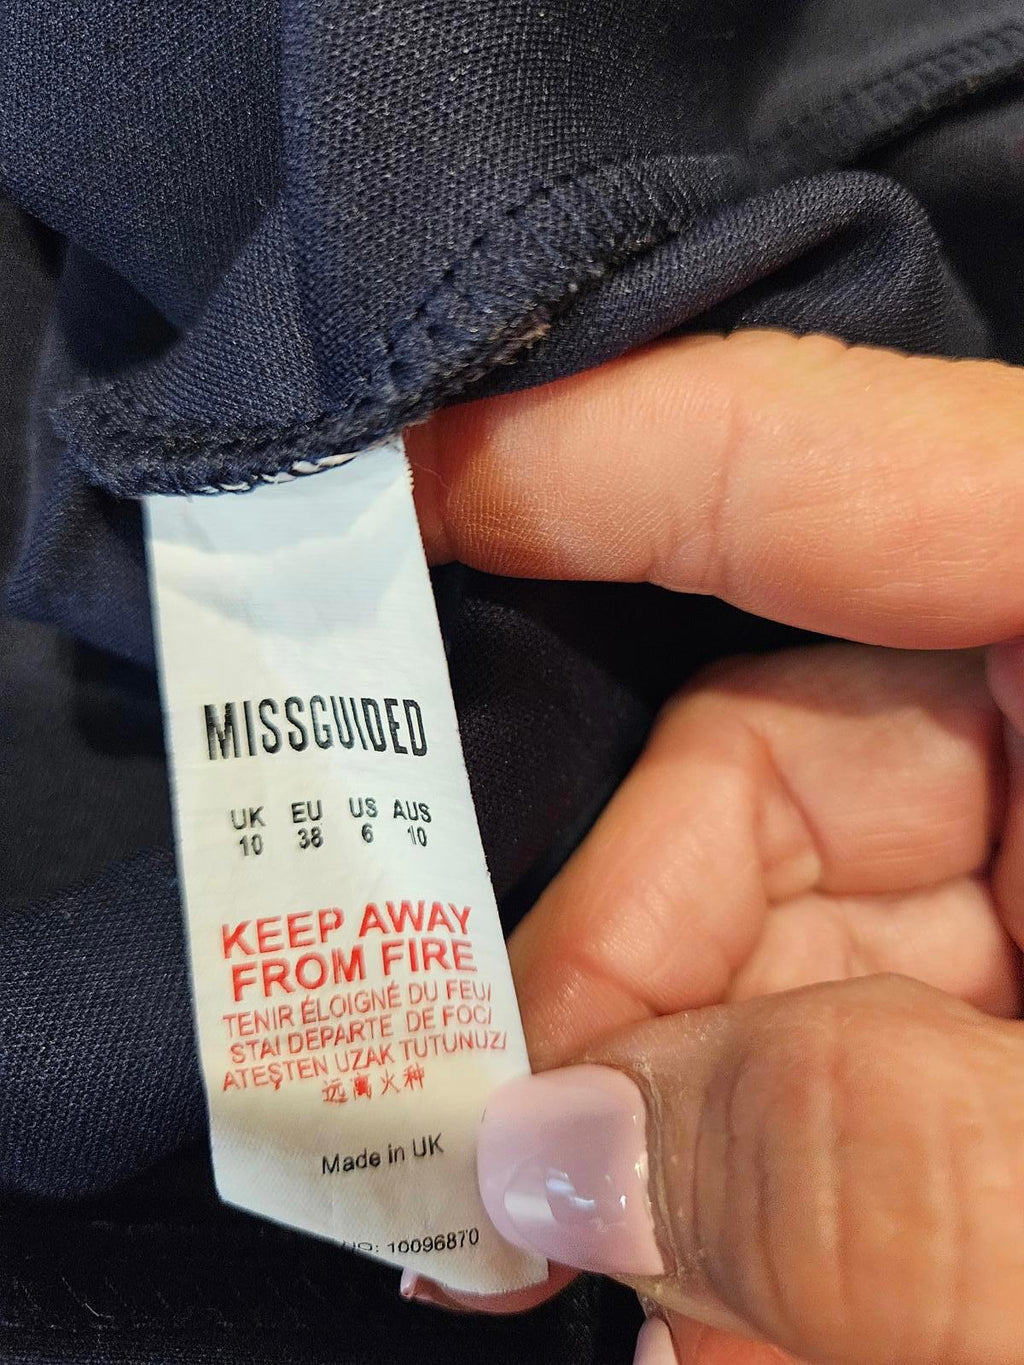 MISSGUIDED
UK EU US AUS
10 38 6 10
KEEP AWAY
FROM FIRE
TENIR ÉLOIGNÉ DU FEU/
STAI DEPARTE DE FOC/
ATEŞTEN UZAK TUTUNUZ/
远离火种
Made in UK
10096870